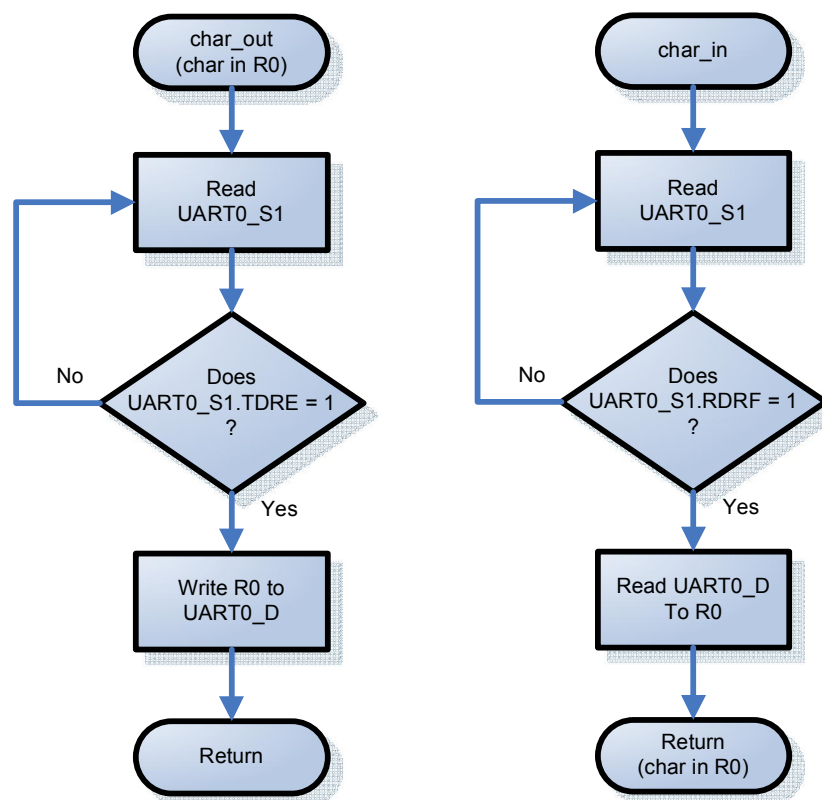 char_out
(char in R0)
Read
UART0_S1
Does
UART0_S1.TDRE = 1
?
No
Yes
Write R0 to
UART0_D
Return
char_in
Read
UART0_S1
Does
UART0_S1.RDRF = 1
?
No
Yes
Read UART0_D
To R0
Return
(char in R0)